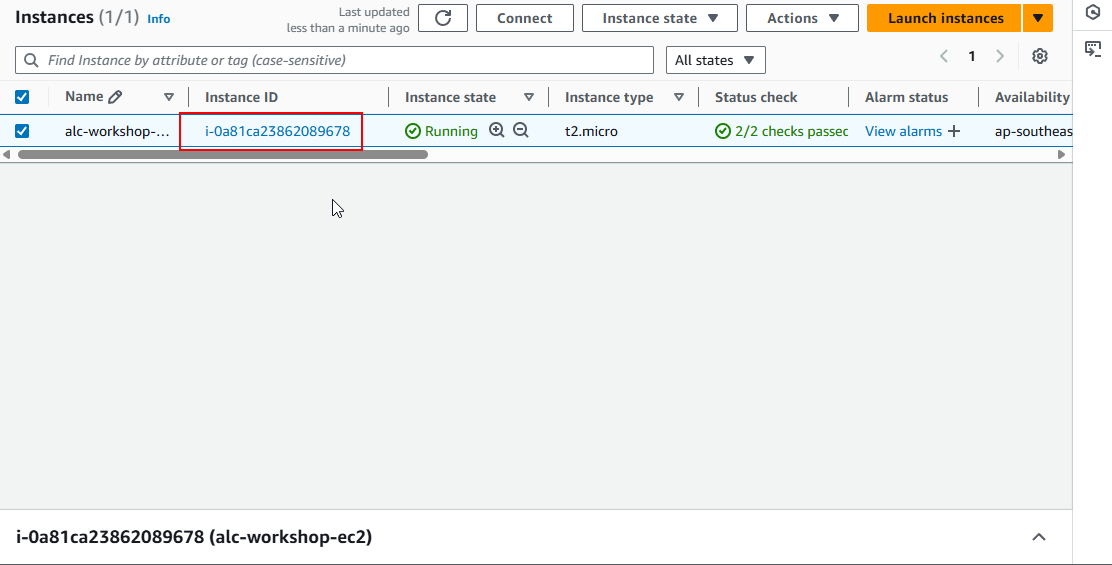 Instances (1/1) Info
Last updated
less than a minute ago
Connect
Instance state
Actions
Launch instances
Find Instance by attribute or tag (case-sensitive)
All states
1
Name Instance ID Instance state Instance type Status check Alarm status Availability
alc-workshop-... i-0a81ca23862089678 Running t2.micro 2/2 checks passed View alarms ap-southeas
i-0a81ca23862089678 (alc-workshop-ec2)